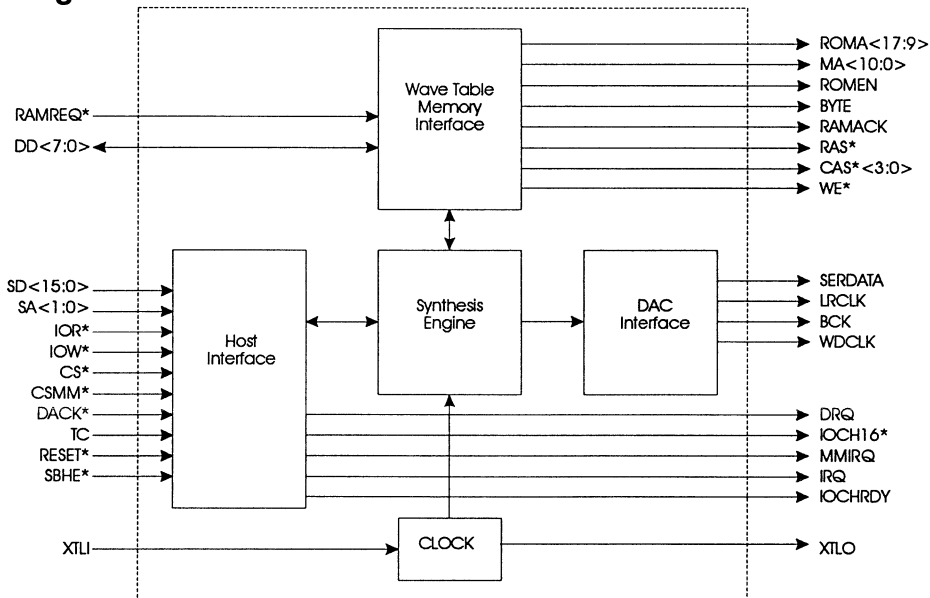 ROMA<17:9>
MA<10:0>
ROMEN
BYTE
RAMACK
RAS*
CAS*<3:0>
WE*
Wave Table
Memory
Interface
RAMREQ*
DD<7:0>
SD<15:0>
SA<1:0>
IOR*
IOW*
CS*
CSMM*
DACK*
TC
RESET*
SBHE*
Host
Interface
Synthesis
Engine
DAC
Interface
SERDATA
LRCLK
BCK
WDCLK
DRQ
IOCH16*
MMIRQ
IRQ
IOCHRDY
XTLI
CLOCK
XTLO